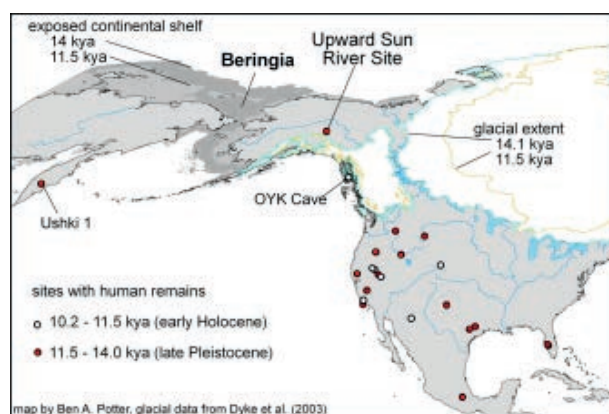 exposed continental shelf
14 kya
11.5 kya
Beringia
Upward Sun
River Site
glacial extent
14.1 kya
11.5 kya
OYK Cave
Ushki 1
sites with human remains
10.2 - 11.5 kya (early Holocene)
11.5 - 14.0 kya (late Pleistocene)
map by Ben A. Potter, glacial data from Dyke et al. (2003)